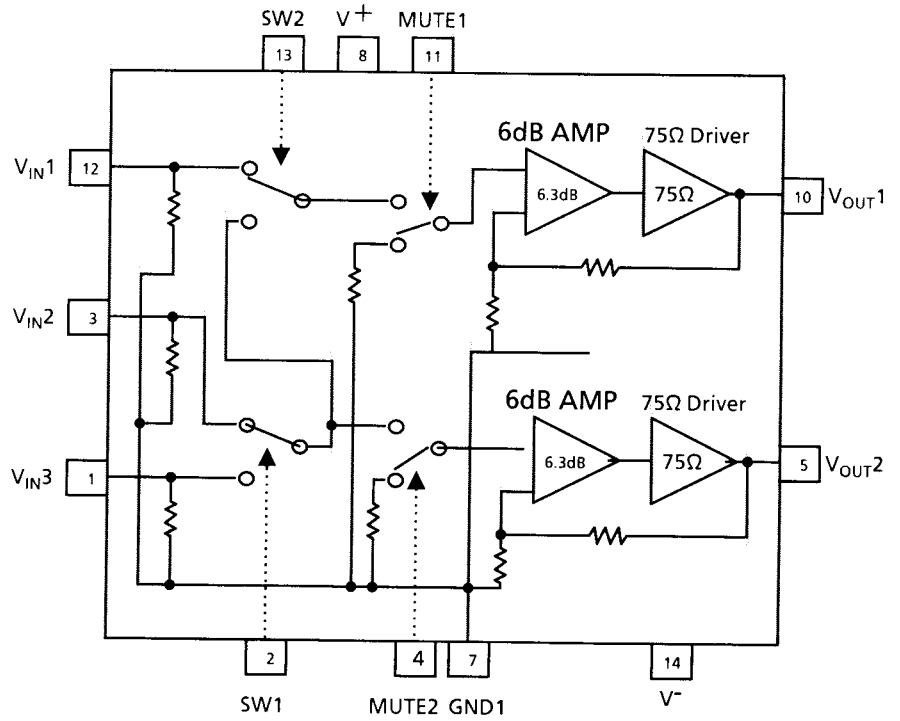 SW2 V+ MUTE1
13 8 11
6dB AMP 75Ω Driver
VIN1 12
6.3dB 75Ω
10 VOUT1
VIN2 3
6dB AMP 75Ω Driver
VIN3 1
6.3dB 75Ω
5 VOUT2
2 4 7 14
SW1 MUTE2 GND1 V-